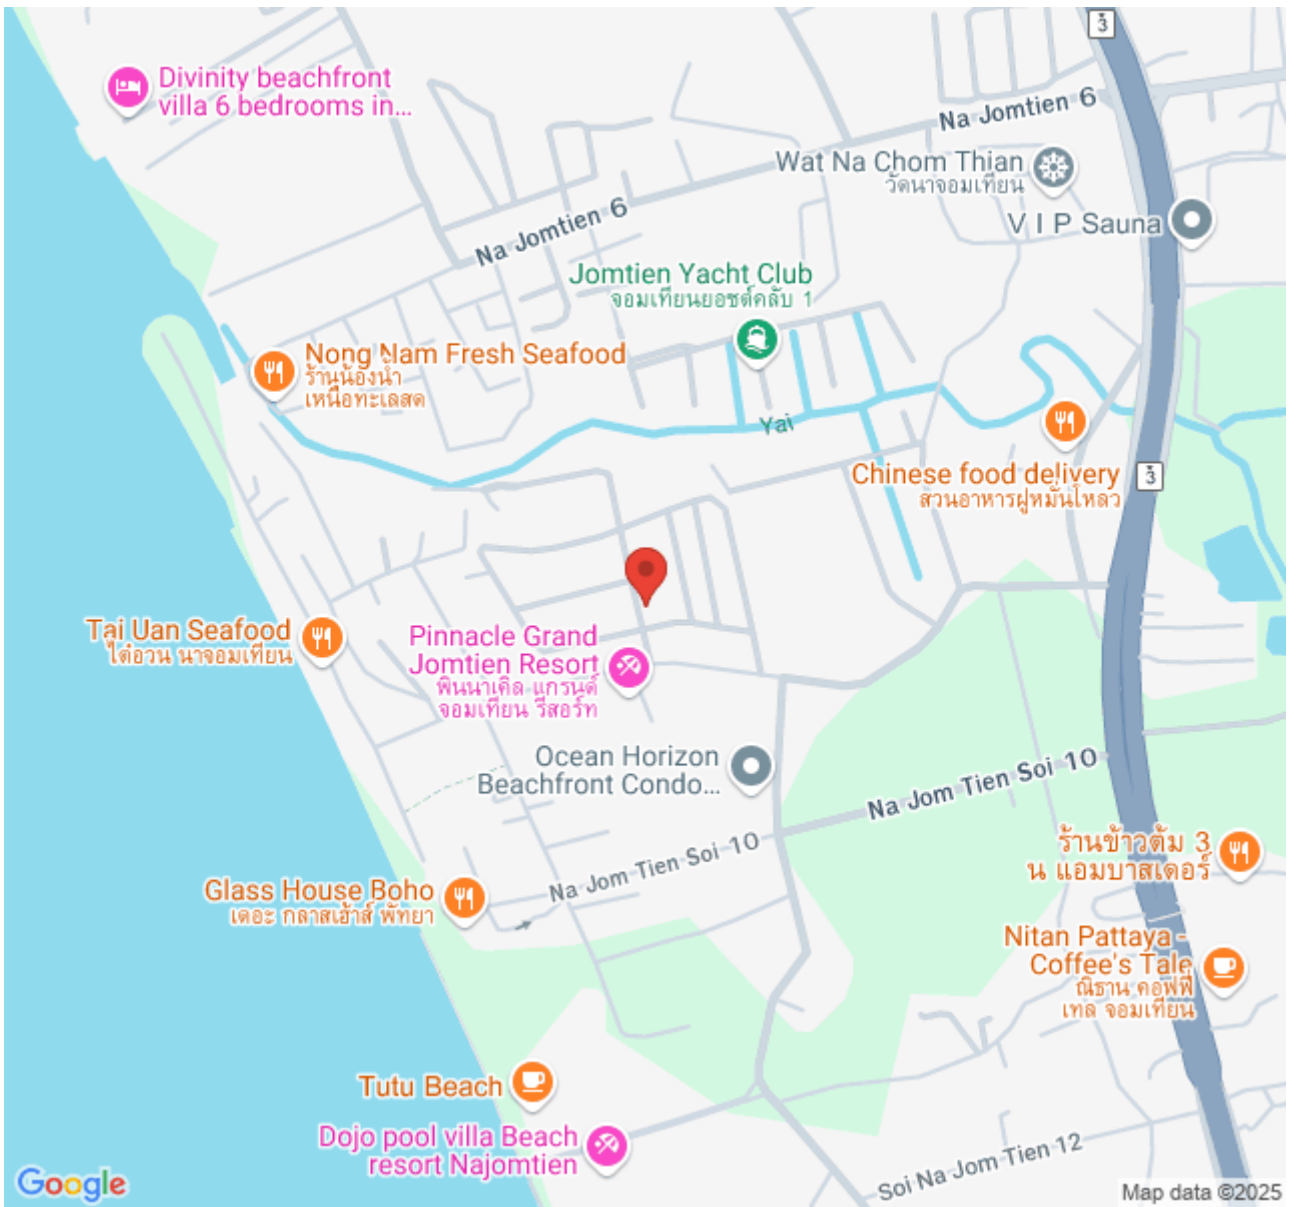 3
Divinity beachfront
villa 6 bedrooms in...
Na Jomtien 6
Wat Na Chom Thian
วัดนาจอมเทียน
Na Jomtien 6
V I P Sauna
Jomtien Yacht Club
จอมเทียนยอชต์คลับ 1
Nong Nam Fresh Seafood
ร้านน้องน้ำ
เหนือทะเลสด
Yai
Chinese food delivery
สวนอาหารฝูหมั่นโหลว
3
Tai Uan Seafood
ไต๋อ้วน นาจอมเทียน
Pinnacle Grand
Jomtien Resort
พินนาเคิล แกรนด์
จอมเทียน รีสอร์ท
Ocean Horizon
Beachfront Condo...
Na Jom Tien Soi 10
Na Jom Tien Soi 10
ร้านข้าวต้ม 3
น แอมบาสเดอร์
Glass House Boho
เดอะ กลาสเฮ้าส์ พัทยา
Nitan Pattaya -
Coffee's Tale
ณิธาน คอฟฟี่
เทล จอมเทียน
Tutu Beach
Dojo pool villa Beach
resort Najomtien
Soi Na Jom Tien 12
Google
Map data ©2025